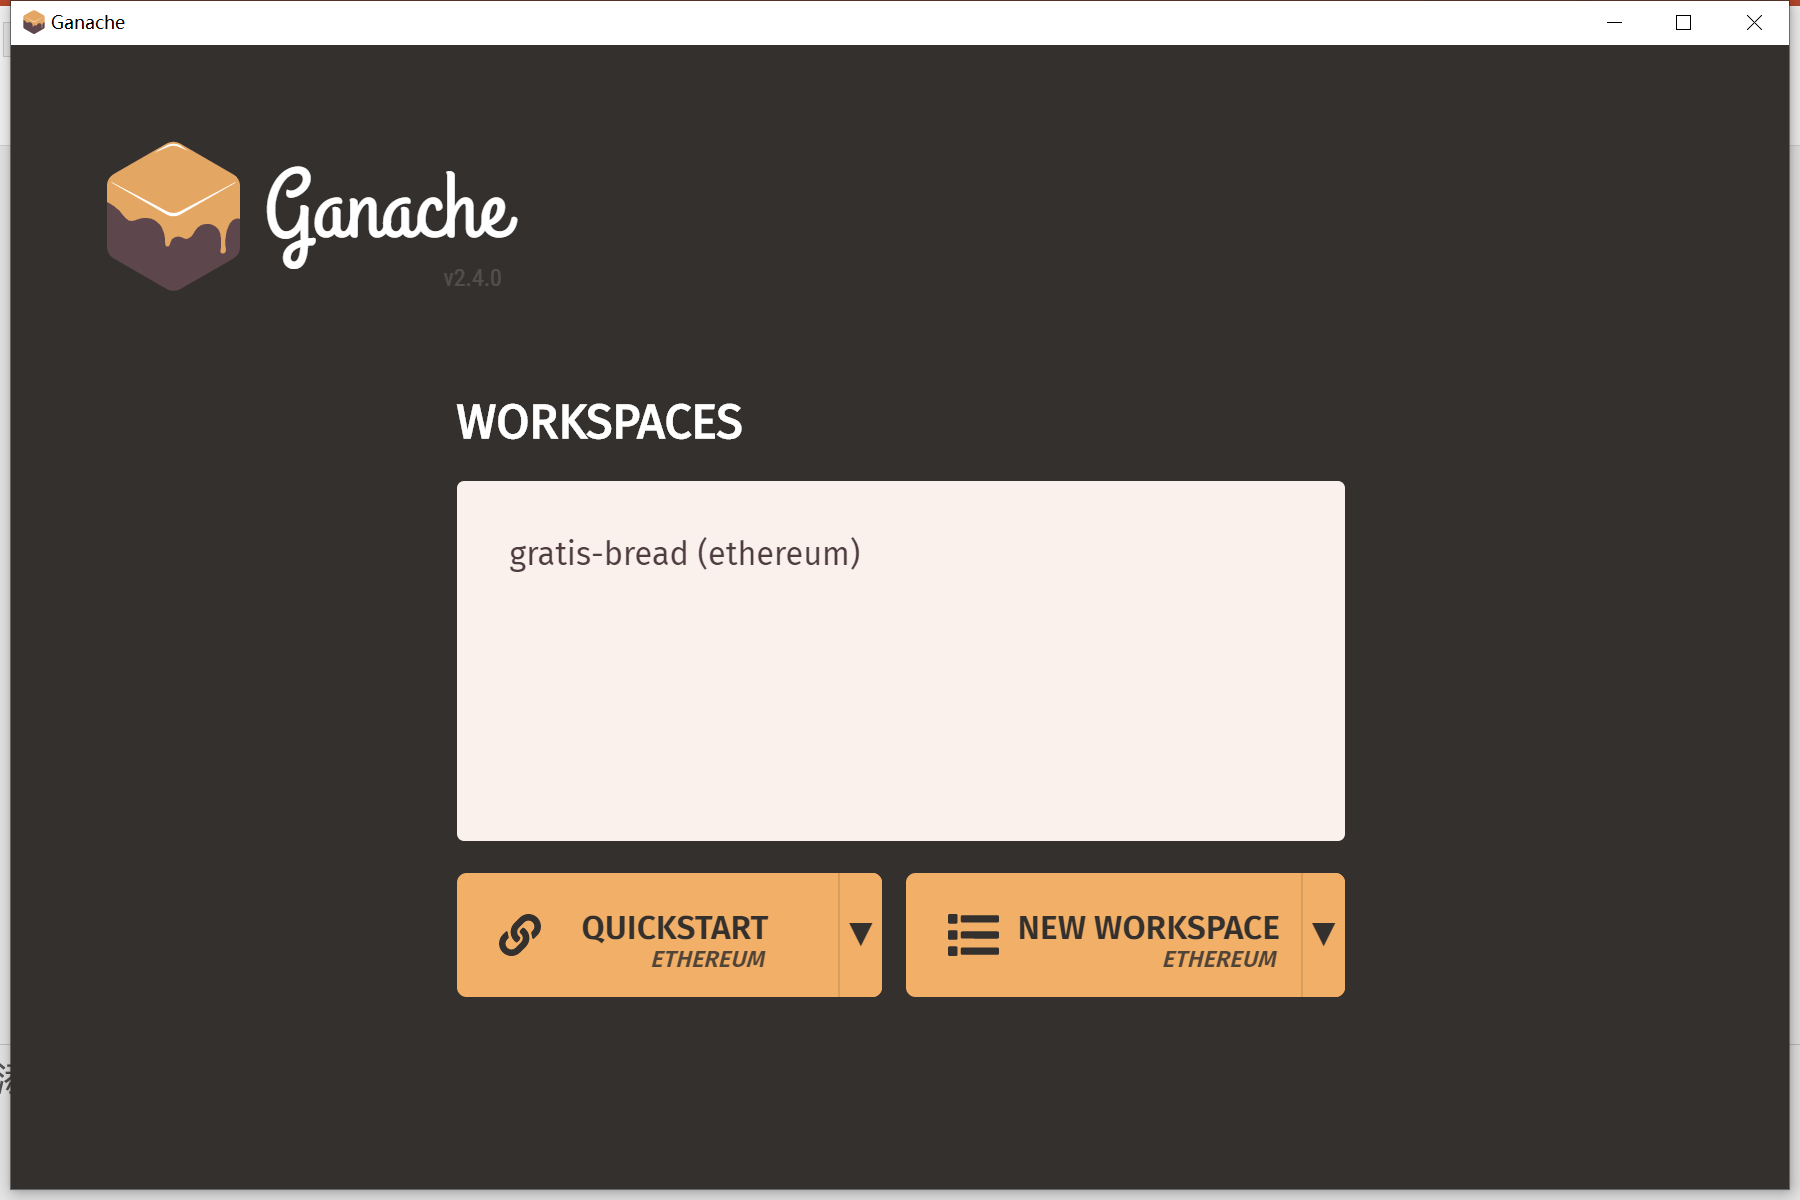 Ganache
Ganache
v2.4.0
WORKSPACES
gratis-bread (ethereum)
QUICKSTART
ETHEREUM
NEW WORKSPACE
ETHEREUM